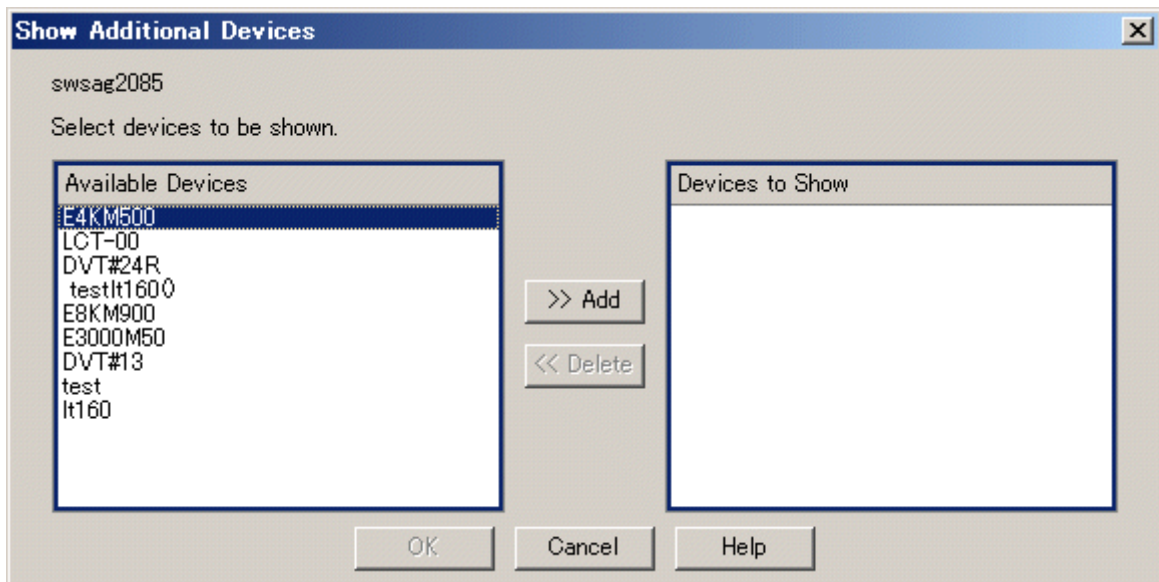 Show Additional Devices
swsag2085
Select devices to be shown.
Available Devices
E4KM500
LCT-00
DVT#24R
testlt1600
E8KM900
E3000M50
DVT#13
test
lt160
>> Add
<< Delete
Devices to Show
OK
Cancel
Help